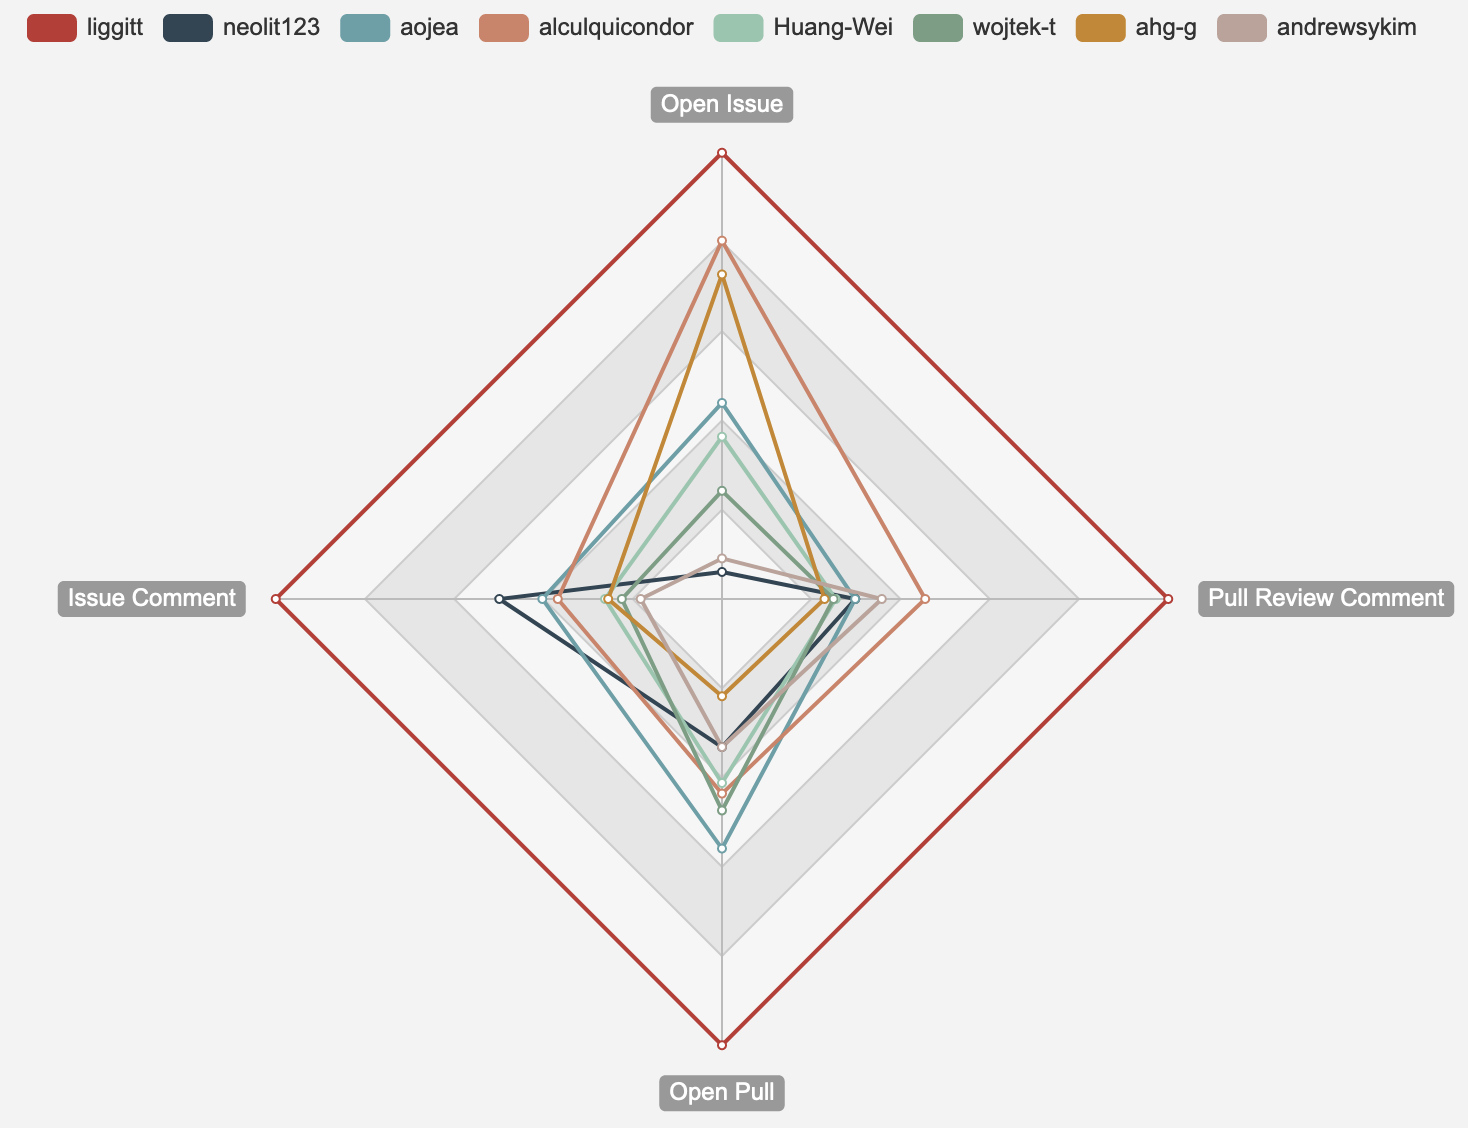 liggitt neolit123 aojea alculquicondor Huang-Wei wojtek-t ahg-g andrewsykim
Open Issue
Issue Comment
Pull Review Comment
Open Pull